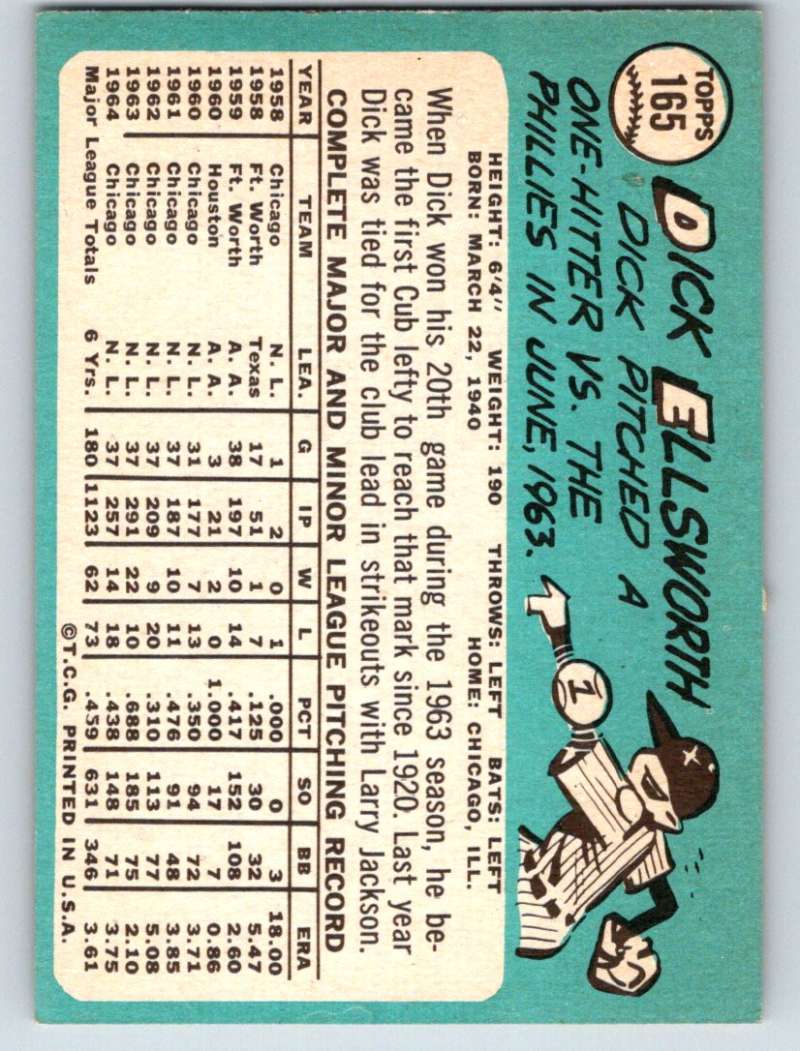 TOPPS
165
DICK ELLSWORTH
DICK PITCHED A
ONE-HITTER VS. THE
PHILLIES IN JUNE, 1963.
1
HEIGHT: 6'4" WEIGHT: 190 THROWS: LEFT BATS: LEFT
BORN: MARCH 22, 1940 HOME: CHICAGO, ILL.
When Dick won his 20th game during the 1963 season, he be-
came the first Cub lefty to reach that mark since 1920. Last year
Dick was tied for the club lead in strikeouts with Larry Jackson.
COMPLETE MAJOR AND MINOR LEAGUE PITCHING RECORD
YEAR TEAM LEA. G IP W L PCT SO BB ERA
1958 Chicago N. L. 1 2 0 1 .000 0 3 18.00
1958 Ft. Worth Texas 17 51 1 7 .125 30 32 5.47
1959 Ft. Worth A. A. 38 197 10 14 .417 152 108 2.60
1960 Houston A. A. 3 21 2 0 1.000 17 7 0.86
1960 Chicago N. L. 31 177 7 13 .350 94 72 3.71
1961 Chicago N. L. 37 187 10 11 .476 91 48 3.85
1962 Chicago N. L. 37 209 9 20 .310 113 77 5.08
1963 Chicago N. L. 37 291 22 10 .688 185 75 2.10
1964 Chicago N. L. 37 257 14 18 .438 148 71 3.75
Major League Totals 6 Yrs. 180 1123 62 73 .459 631 346 3.61
©T.C.G. PRINTED IN U.S.A.